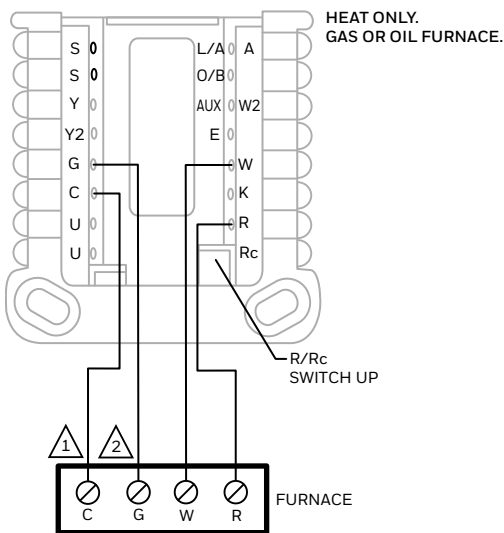 HEAT ONLY.
GAS OR OIL FURNACE.
S L/A A
S O/B
Y AUX W2
Y2 E
G W
C K
U R
U Rc
R/Rc
SWITCH UP
1 2
C G W R
FURNACE